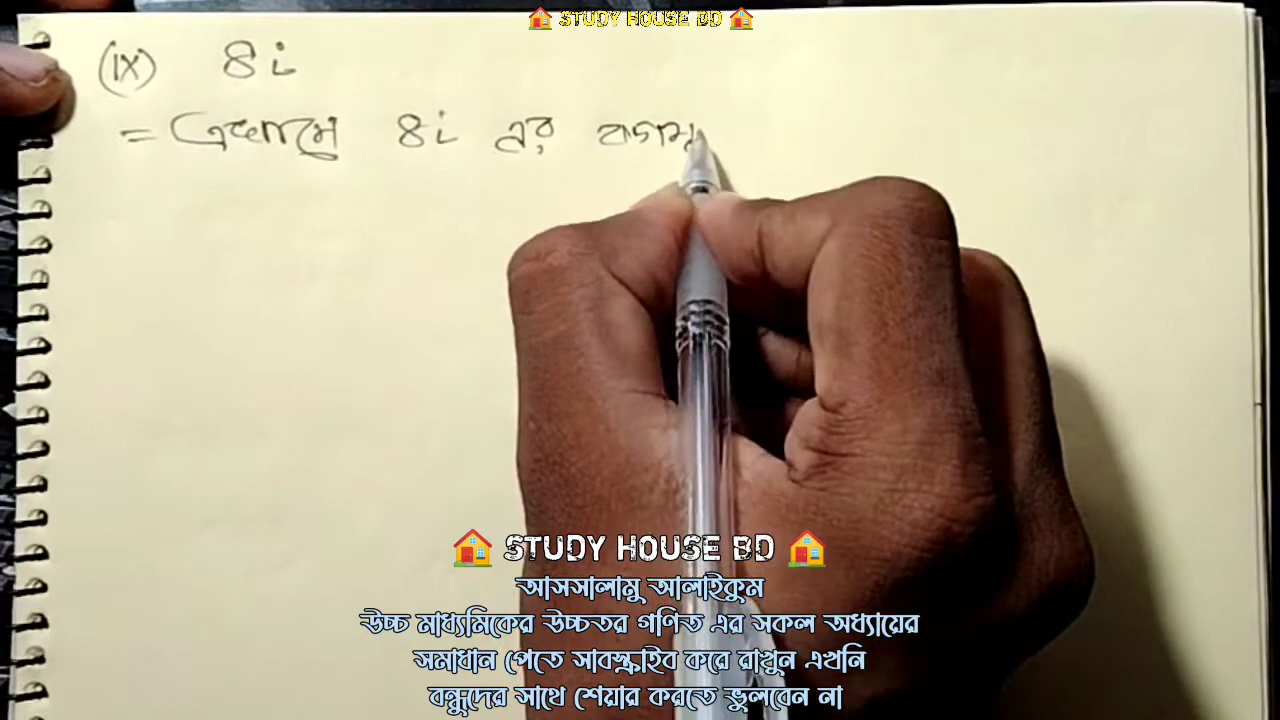 🏠 STUDY HOUSE BD 🏠
(IX) 8i
= এখানে 8i এর
🏠 STUDY HOUSE BD 🏠
আসসালামু আলাইকুম
উচ্চ মাধ্যমিকের উচ্চতর গণিত এর সকল অধ্যায়ের
সমাধান পেতে সাবস্ক্রাইব করে রাখুন এখনি
বন্ধুদের সাথে শেয়ার করতে ভুলবেন না